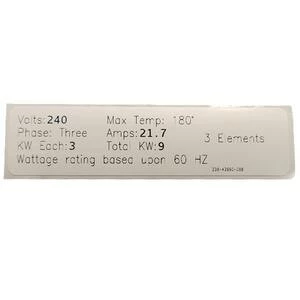 Volts:240 Max Temp: 180°
Phase: Three Amps:21.7
KW Each:3 Total KW:9 3 Elements
Wattage rating based upon 60 HZ